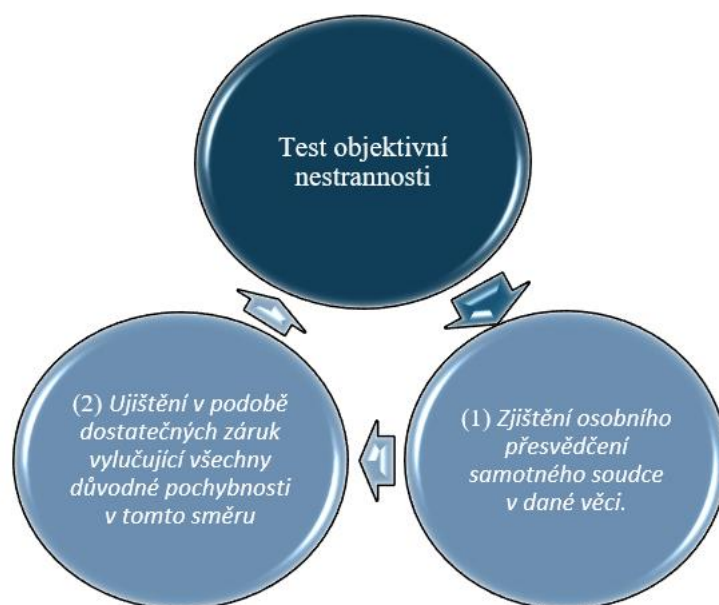 Test objektivní
nestrannosti
(1) Zjištění osobního
přesvědčení
samotného soudce
v dané věci.
(2) Ujištění v podobě
dostatečných záruk
vylučující všechny
důvodné pochybnosti
v tomto směru